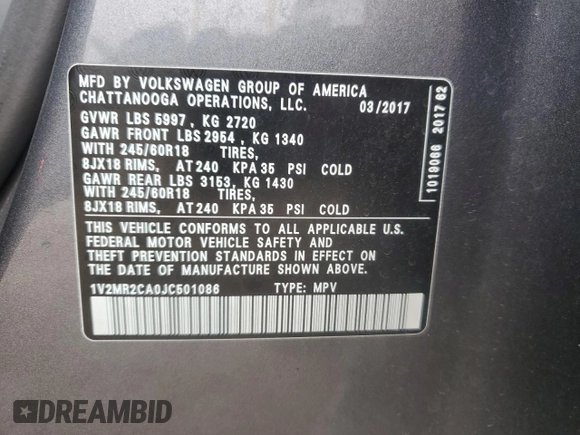 MFD BY VOLKSWAGEN GROUP OF AMERICA
CHATTANOOGA OPERATIONS, LLC. 03/2017
GVWR LBS 5997 , KG 2720
GAWR FRONT LBS 2954 , KG 1340
WITH 245/60R18 TIRES,
8JX18 RIMS, AT 240 KPA 35 PSI COLD
GAWR REAR LBS 3153, KG 1430
WITH 245/60R18 TIRES,
8JX18 RIMS, AT 240 KPA 35 PSI COLD
THIS VEHICLE CONFORMS TO ALL APPLICABLE U.S.
FEDERAL MOTOR VEHICLE SAFETY AND
THEFT PREVENTION STANDARDS IN EFFECT ON
THE DATE OF MANUFACTURE SHOWN ABOVE.
1V2MR2CA0JC501086 TYPE: MPV
1019066 2017 62
DREAMBID